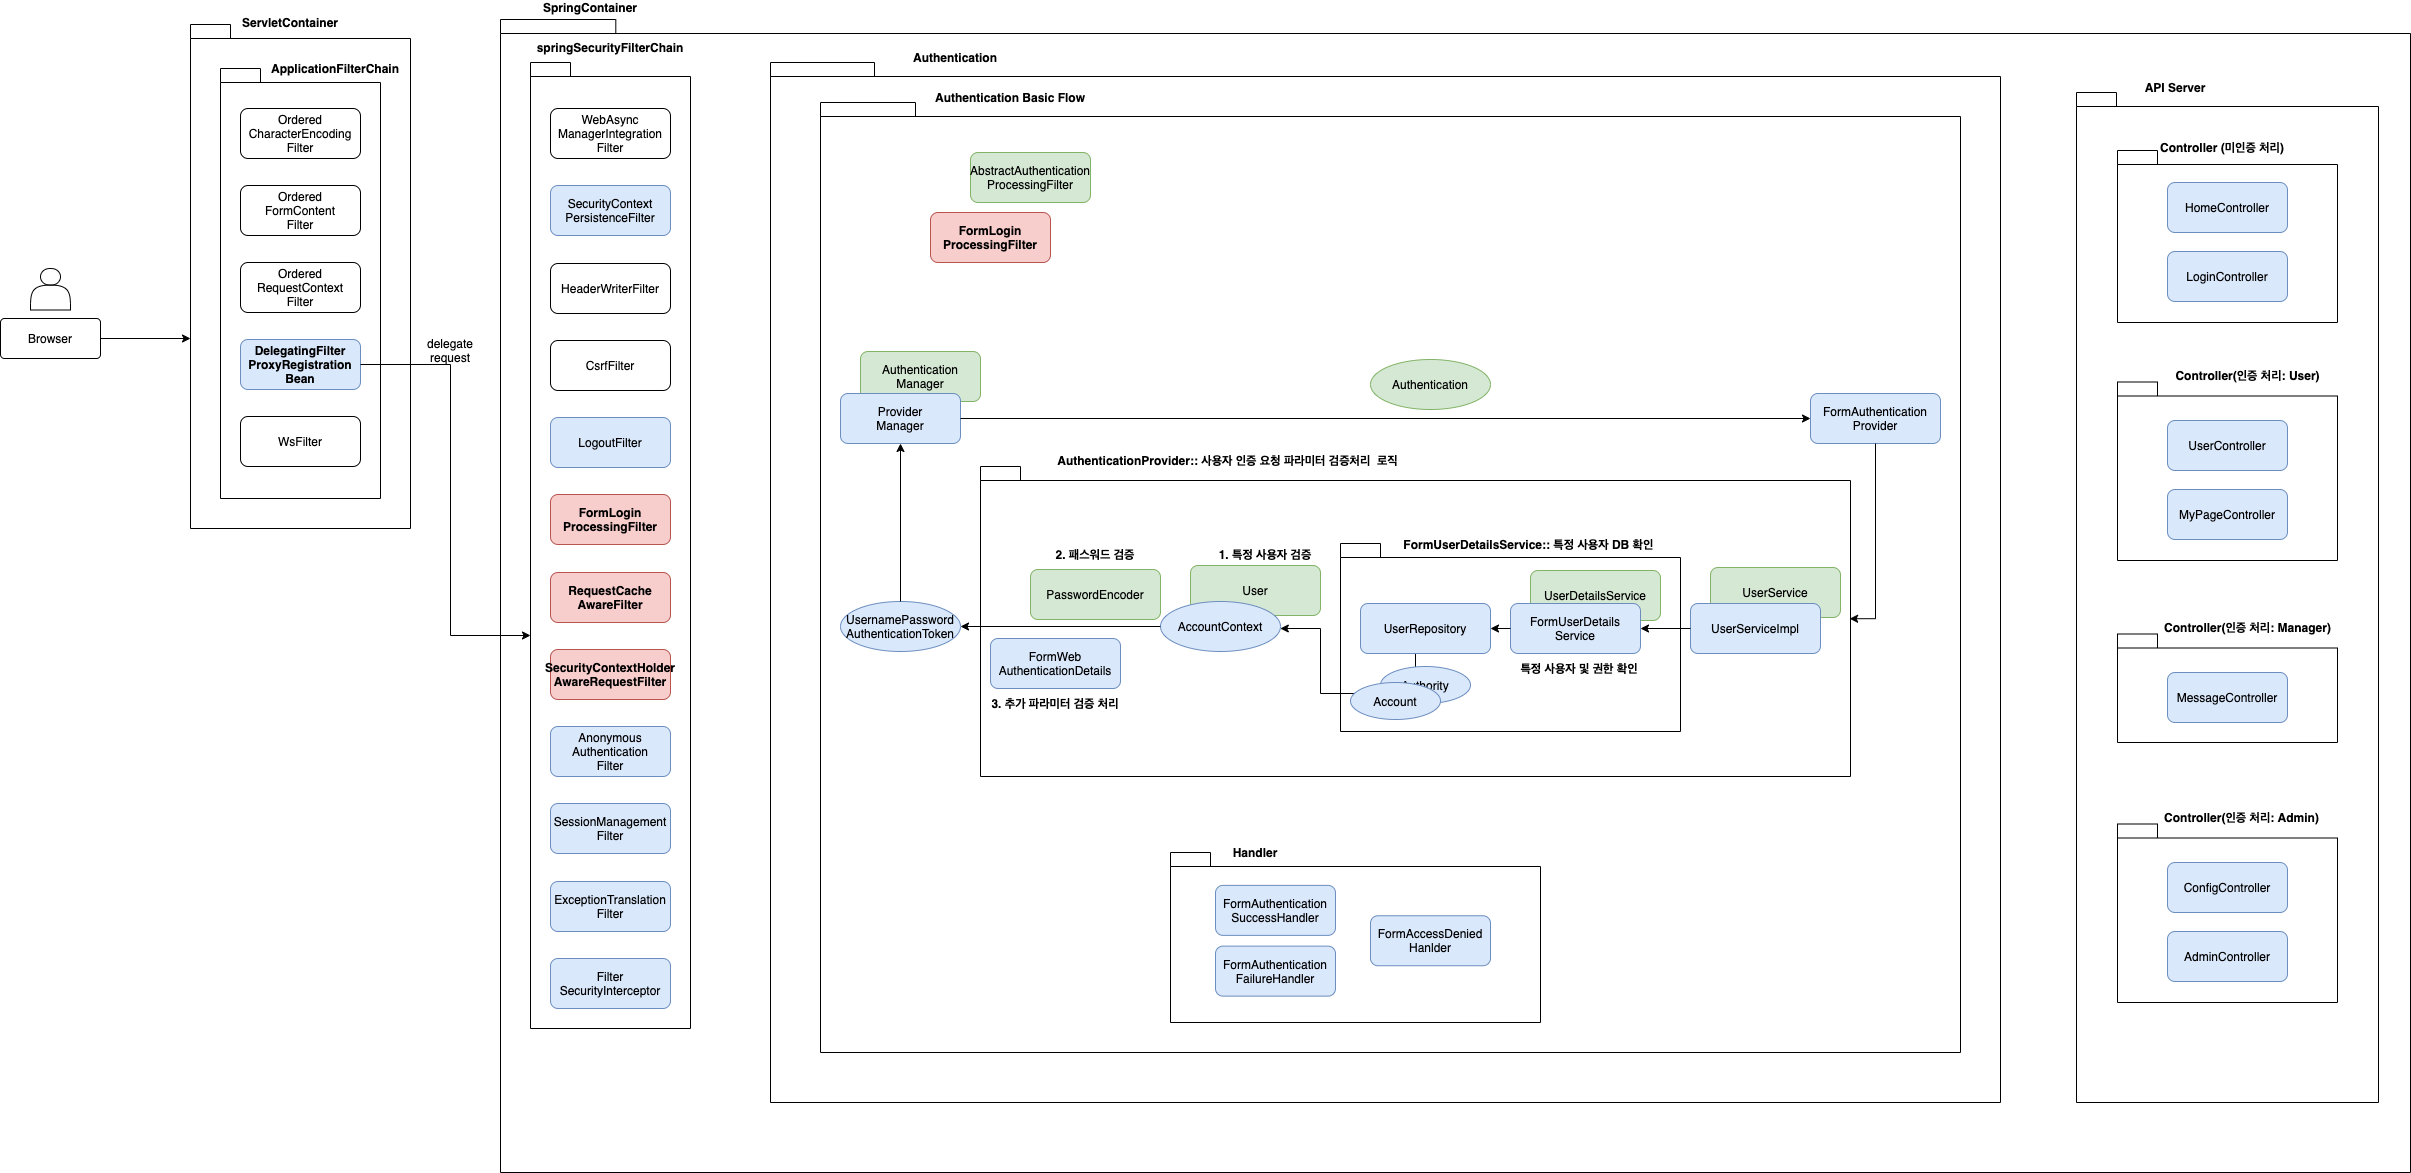 SpringContainer
ServletContainer
springSecurityFilterChain
ApplicationFilterChain
Authentication
Authentication Basic Flow
API Server
Ordered
CharacterEncoding
Filter
Ordered
FormContent
Filter
Ordered
RequestContext
Filter
DelegatingFilter
ProxyRegistration
Bean
WsFilter
Browser
delegate
request
WebAsync
ManagerIntegration
Filter
SecurityContext
PersistenceFilter
HeaderWriterFilter
CsrfFilter
LogoutFilter
FormLogin
ProcessingFilter
RequestCache
AwareFilter
SecurityContextHolder
AwareRequestFilter
Anonymous
Authentication
Filter
SessionManagement
Filter
ExceptionTranslation
Filter
Filter
SecurityInterceptor
AbstractAuthentication
ProcessingFilter
FormLogin
ProcessingFilter
Authentication
Manager
Provider
Manager
Authentication
FormAuthentication
Provider
AuthenticationProvider:: 사용자 인증 요청 파라미터 검증처리 로직
2. 패스워드 검증
PasswordEncoder
1. 특정 사용자 검증
User
AccountContext
UsernamePassword
AuthenticationToken
FormWeb
AuthenticationDetails
3. 추가 파라미터 검증 처리
FormUserDetailsService:: 특정 사용자 DB 확인
UserDetailsService
UserService
UserRepository
FormUserDetails
Service
UserServiceImpl
특정 사용자 및 권한 확인
Account
Handler
FormAuthentication
SuccessHandler
FormAuthentication
FailureHandler
FormAccessDenied
Hanlder
Controller (미인증 처리)
HomeController
LoginController
Controller(인증 처리: User)
UserController
MyPageController
Controller(인증 처리: Manager)
MessageController
Controller(인증 처리: Admin)
ConfigController
AdminController